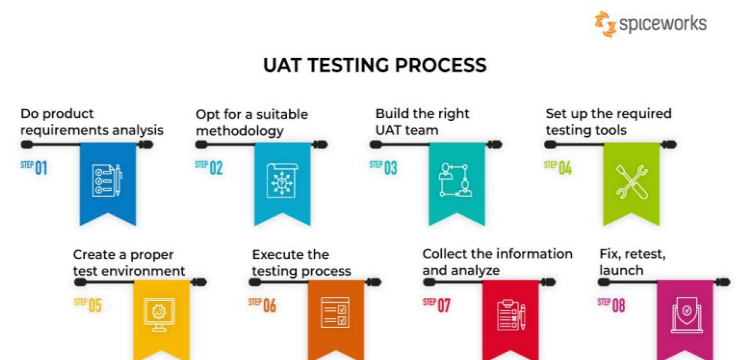 spiceworks
UAT TESTING PROCESS
Do product
requirements analysis
STEP 01
Opt for a suitable
methodology
STEP 02
Build the right
UAT team
STEP 03
Set up the required
testing tools
STEP 04
Create a proper
test environment
STEP 05
Execute the
testing process
STEP 06
Collect the information
and analyze
STEP 07
Fix, retest,
launch
STEP 08